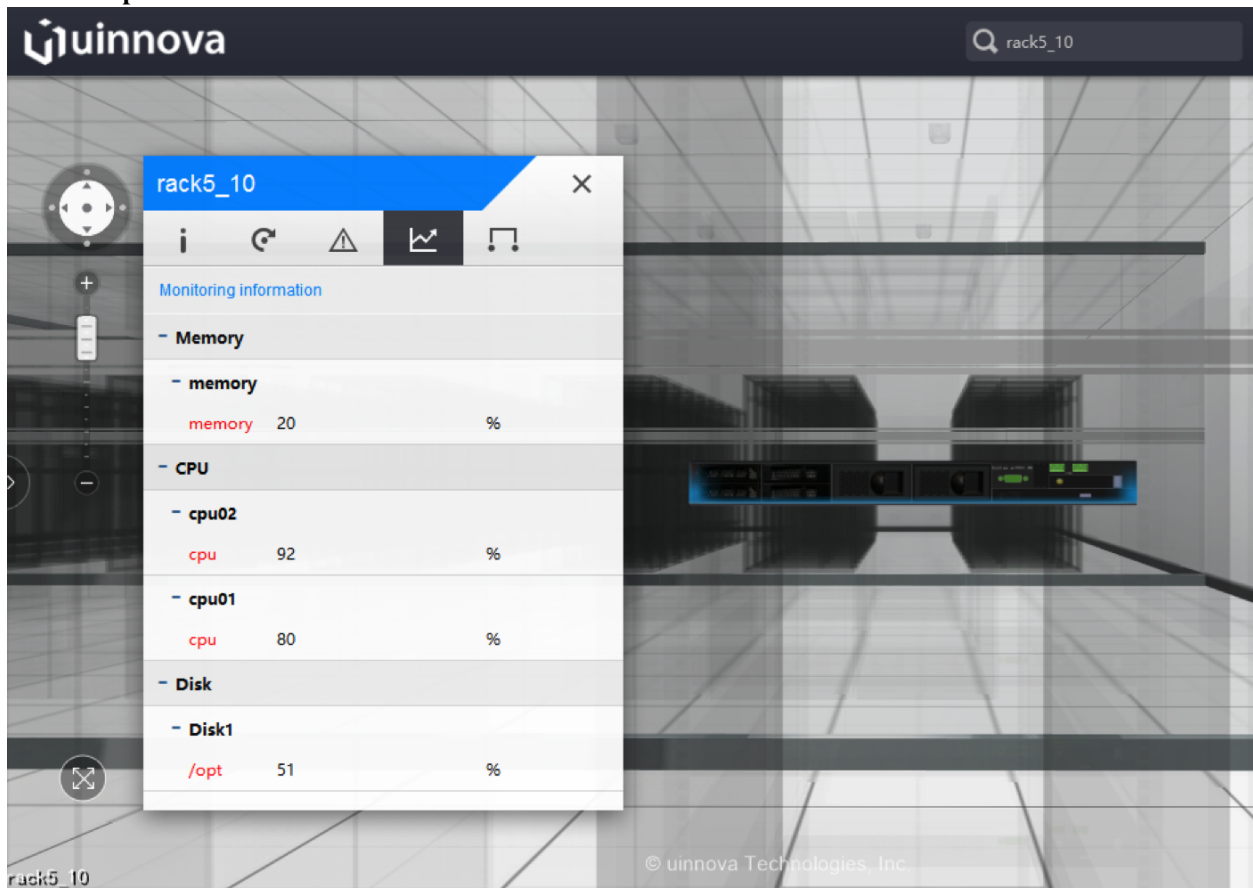 uinnova
rack5_10
rack5_10
Monitoring information
- Memory
- memory
memory 20 %
- CPU
- cpu02
cpu 92 %
- cpu01
cpu 80 %
- Disk
- Disk1
/opt 51 %
© uinnova Technologies, Inc.
rack5_10